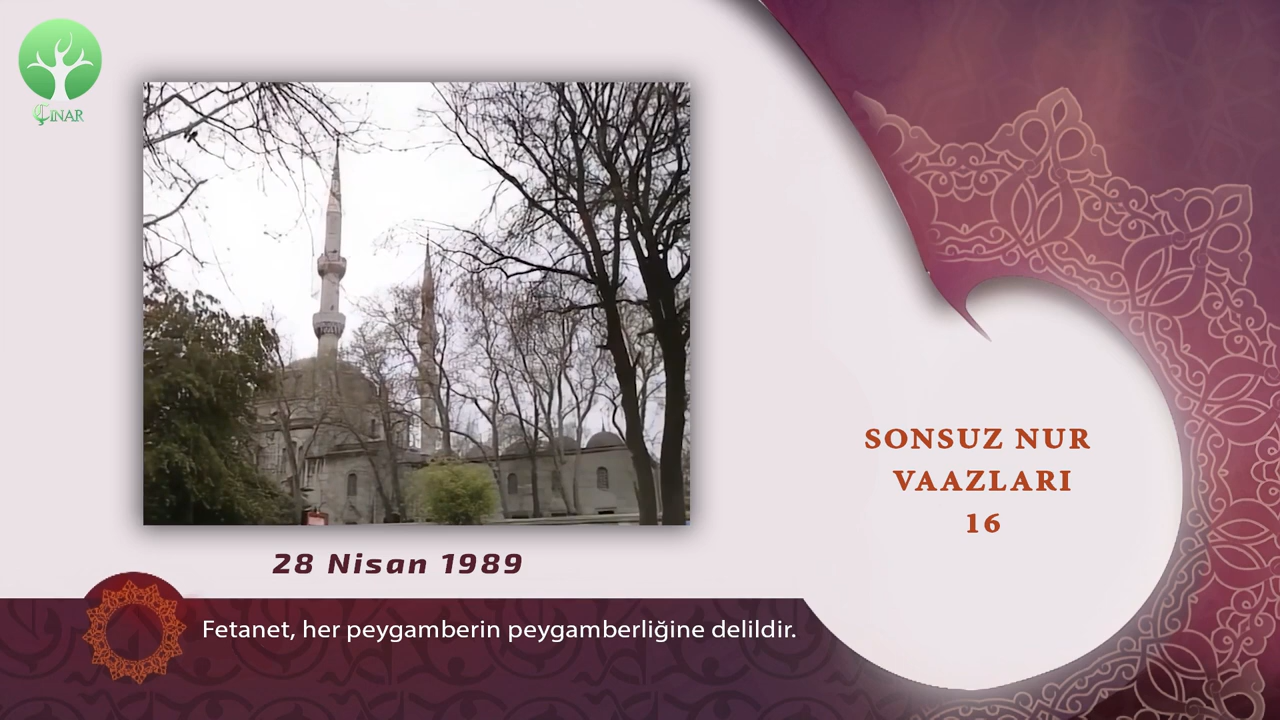 ÇINAR
SONSUZ NUR
VAAZLARI
16
28 Nisan 1989
Fetanet, her peygamberin peygamberliğine delildir.